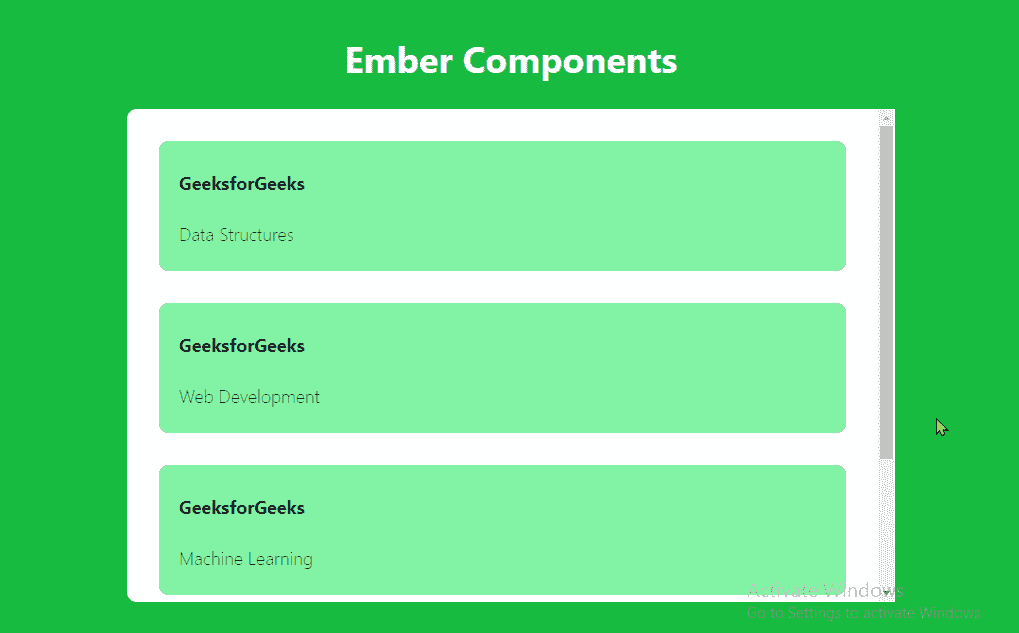 Ember Components
GeeksforGeeks
Data Structures
GeeksforGeeks
Web Development
GeeksforGeeks
Machine Learning
Activate Windows
Go to Settings to activate Windows.